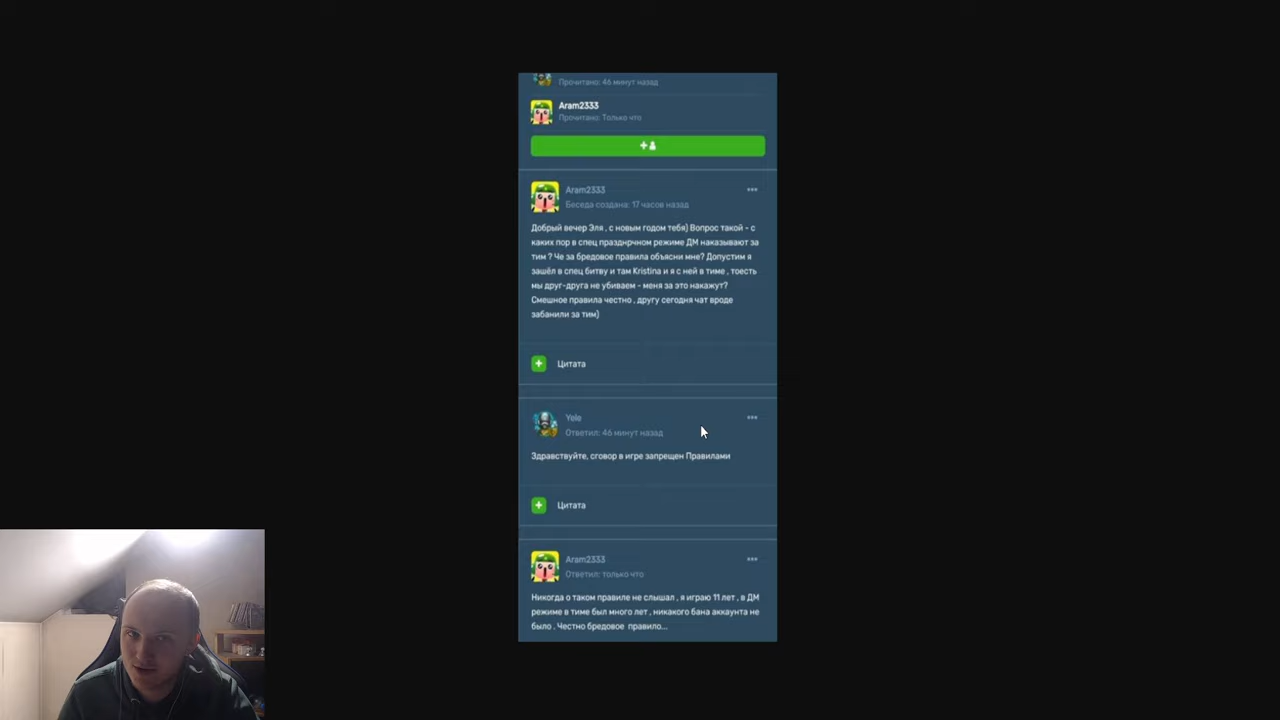 Прочитано: 46 минут назад
Aram2333
Прочитано: Только что
Aram2333
Беседа создана: 17 часов назад
Добрый вечер Эля , с новым годом тебя) Вопрос такой - с
каких пор в спец празднрчном режиме ДМ наказывают за
тим ? Че за бредовое правила объясни мне? Допустим я
зашёл в спец битву и там Kristina и я с ней в тиме , тоесть
мы друг-друга не убиваем - меня за это накажут?
Смешное правила честно , другу сегодня чат вроде
забанили за тим)
Цитата
Yole
Ответил: 46 минут назад
Здравствуйте, сговор в игре запрещен Правилами
Цитата
Aram2333
Ответил: только что
Никогда о таком правиле не слышал , я играю 11 лет , в ДМ
режиме в тиме был много лет , никакого бана аккаунта не
было . Честно бредовое правило...